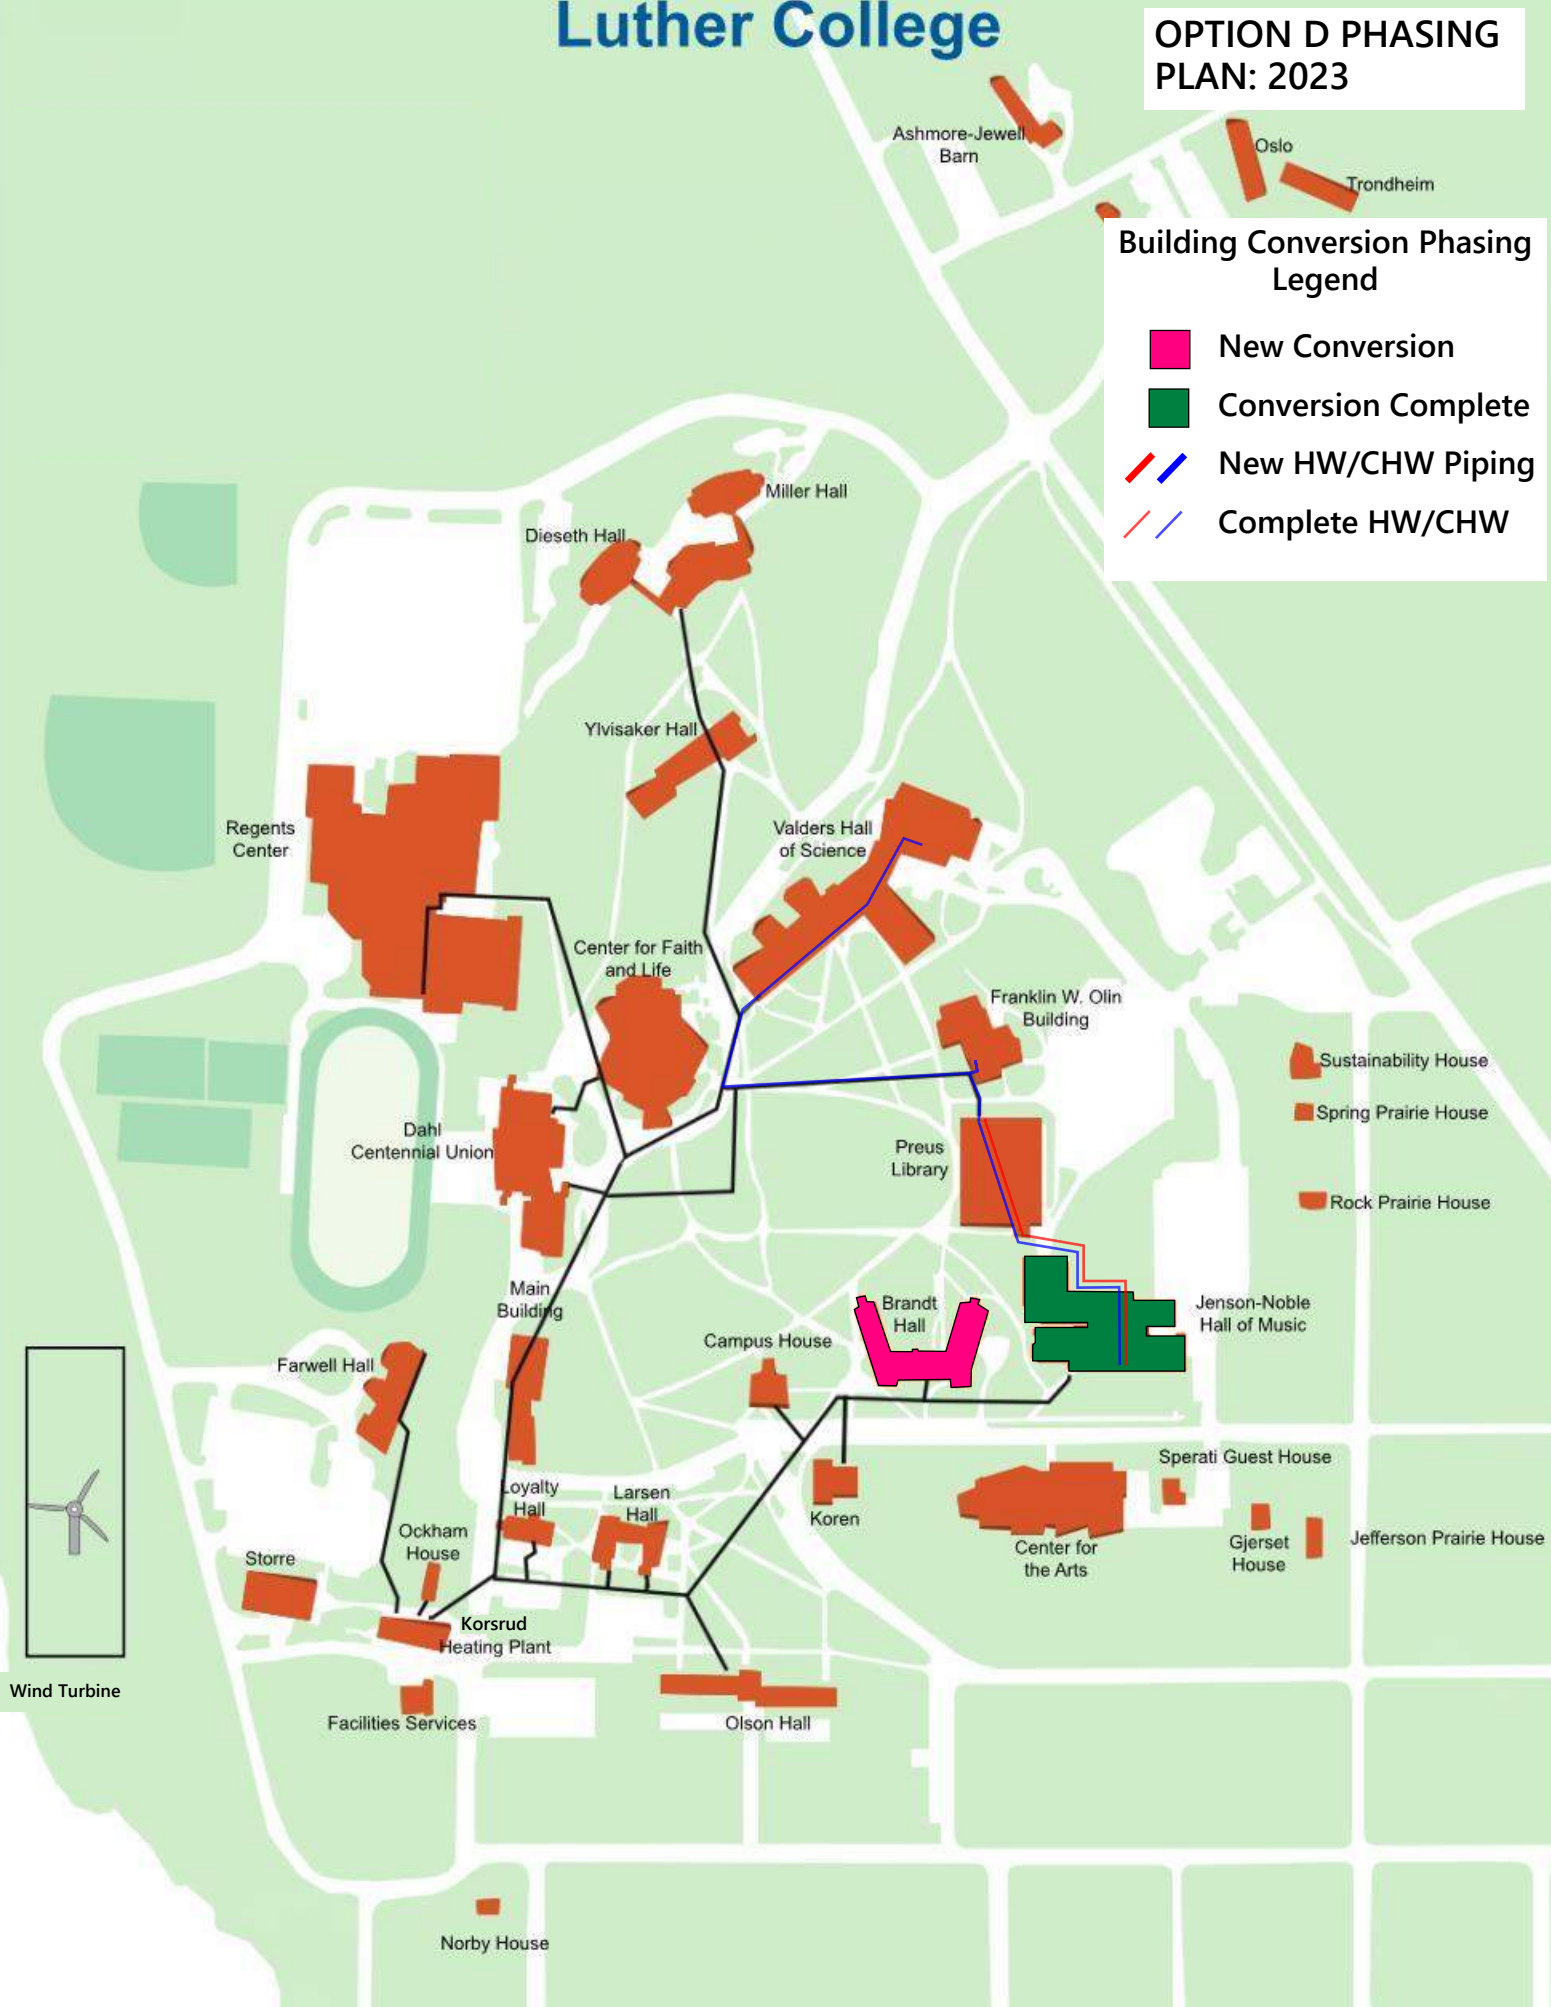 Luther College
OPTION D PHASING
PLAN: 2023
Ashmore-Jewell
Barn
Oslo
Trondheim
Building Conversion Phasing
Legend
New Conversion
Conversion Complete
New HW/CHW Piping
Complete HW/CHW
Miller Hall
Dieseth Hall
Ylvisaker Hall
Regents
Center
Valders Hall
of Science
Center for Faith
and Life
Franklin W. Olin
Building
Sustainability House
Spring Prairie House
Dahl
Centennial Union
Preus
Library
Rock Prairie House
Main
Building
Brandt
Hall
Jenson-Noble
Hall of Music
Campus House
Farwell Hall
Sperati Guest House
Loyalty
Hall
Larsen
Hall
Koren
Ockham
House
Storre
Center for
the Arts
Gjerset
House
Jefferson Prairie House
Korsrud
Heating Plant
Wind Turbine
Facilities Services
Olson Hall
Norby House